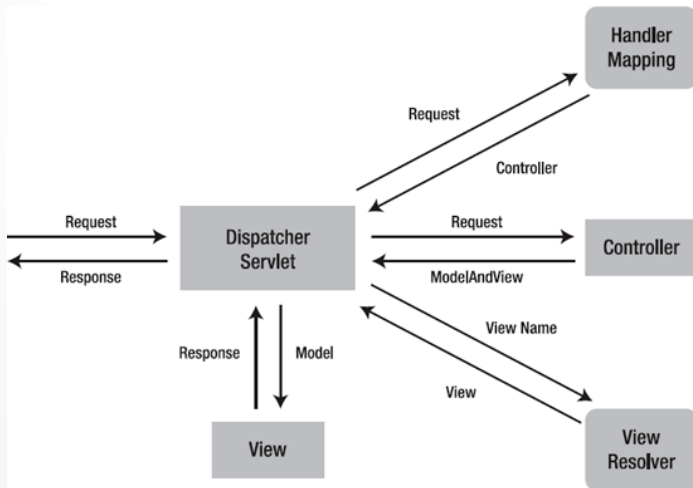 Handler
Mapping
Request
Controller
Request
Response
Dispatcher
Servlet
Request
ModelAndView
Controller
Response
Model
View Name
View
View
View
Resolver